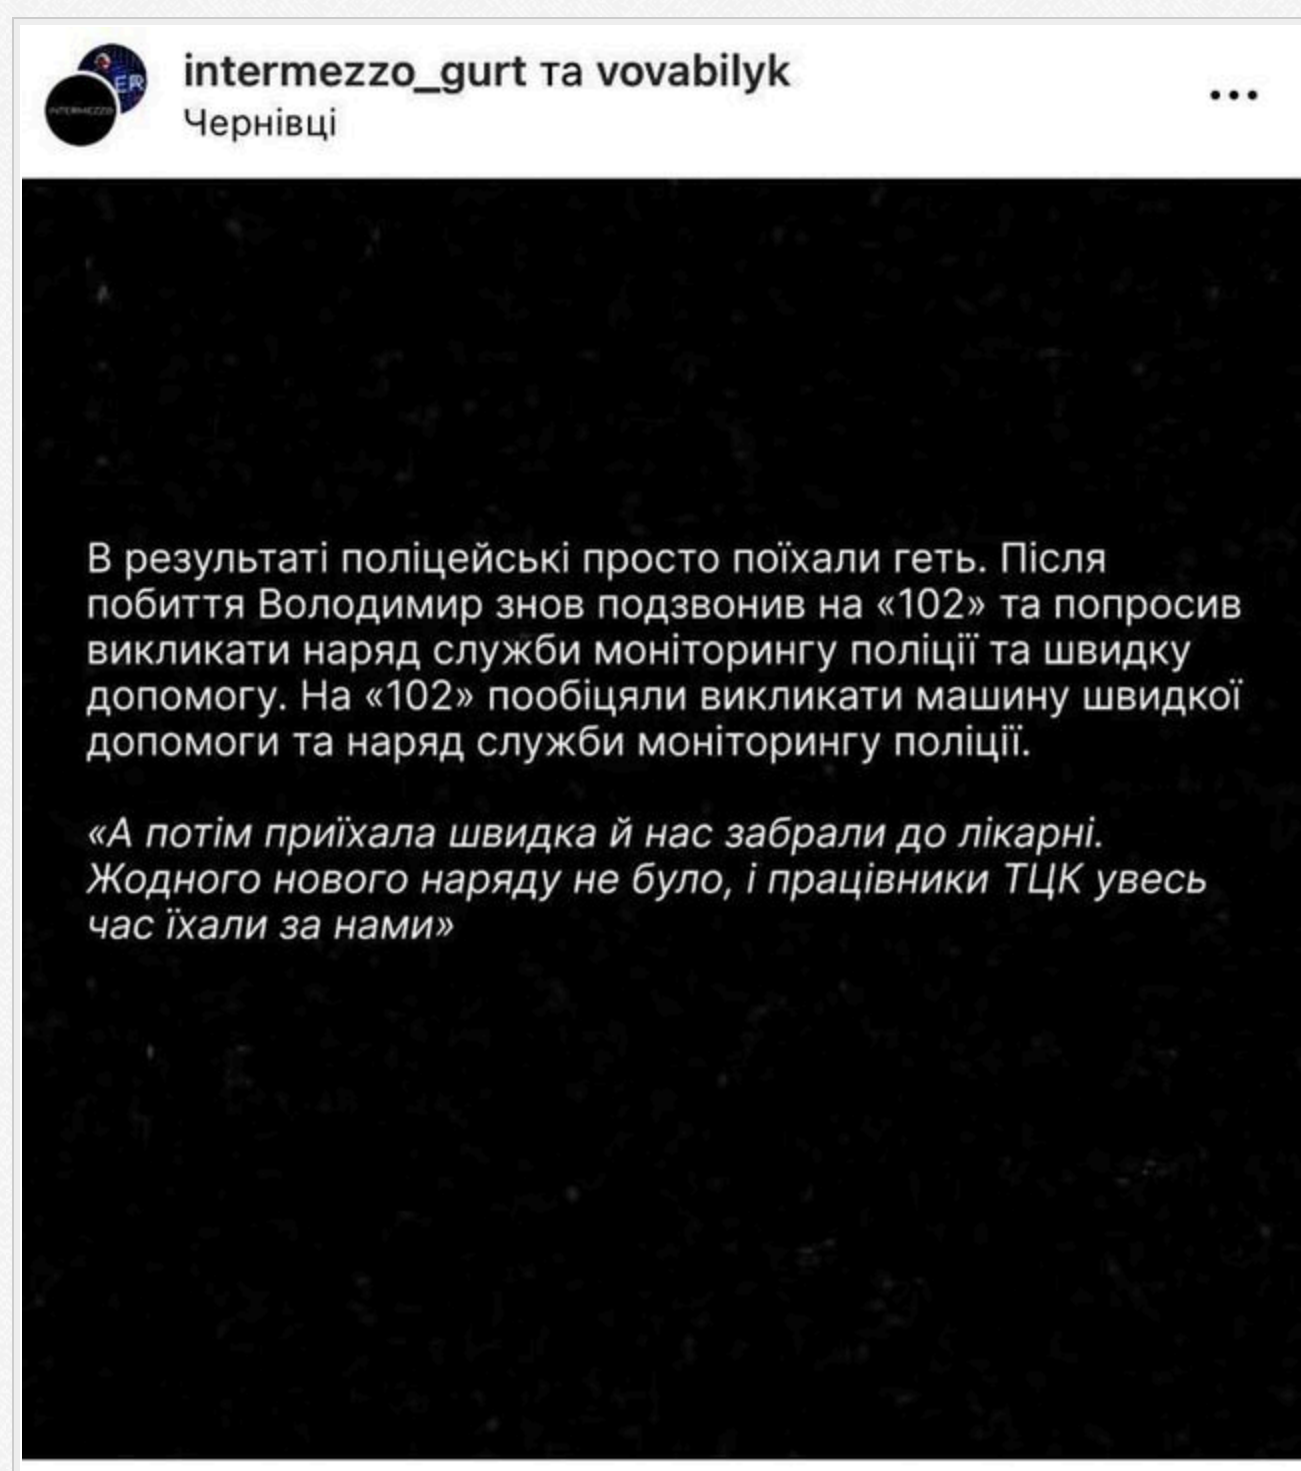 intermezzo_gurt та vovabilyk
Чернівці
ER
INTERMEZZO
В результаті поліцейські просто поїхали геть. Після
побиття Володимир знов подзвонив на «102» та попросив
викликати наряд служби моніторингу поліції та швидку
допомогу. На «102» пообіцяли викликати машину швидкої
допомоги та наряд служби моніторингу поліції.
«А потім приїхала швидка й нас забрали до лікарні.
Жодного нового наряду не було, і працівники ТЦК увесь
час їхали за нами»